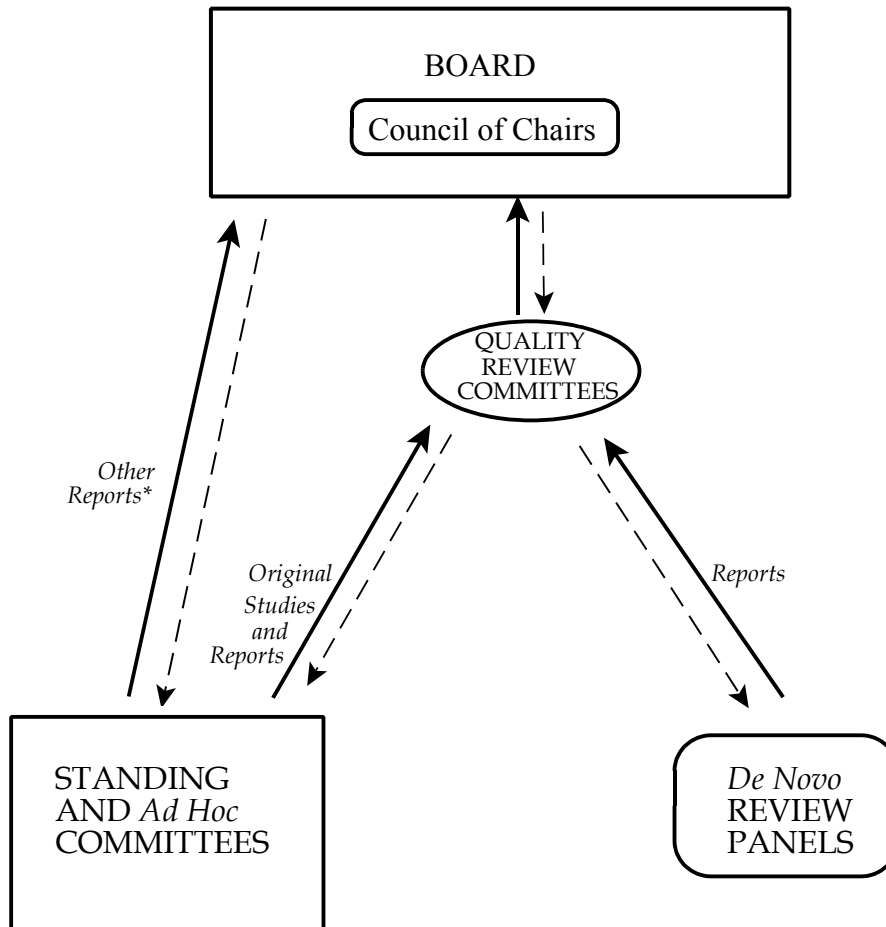 BOARD
Council of Chairs
QUALITY
REVIEW
COMMITTEES
Other
Reports*
Original
Studies
and
Reports
Reports
STANDING
AND Ad Hoc
COMMITTEES
De Novo
REVIEW
PANELS